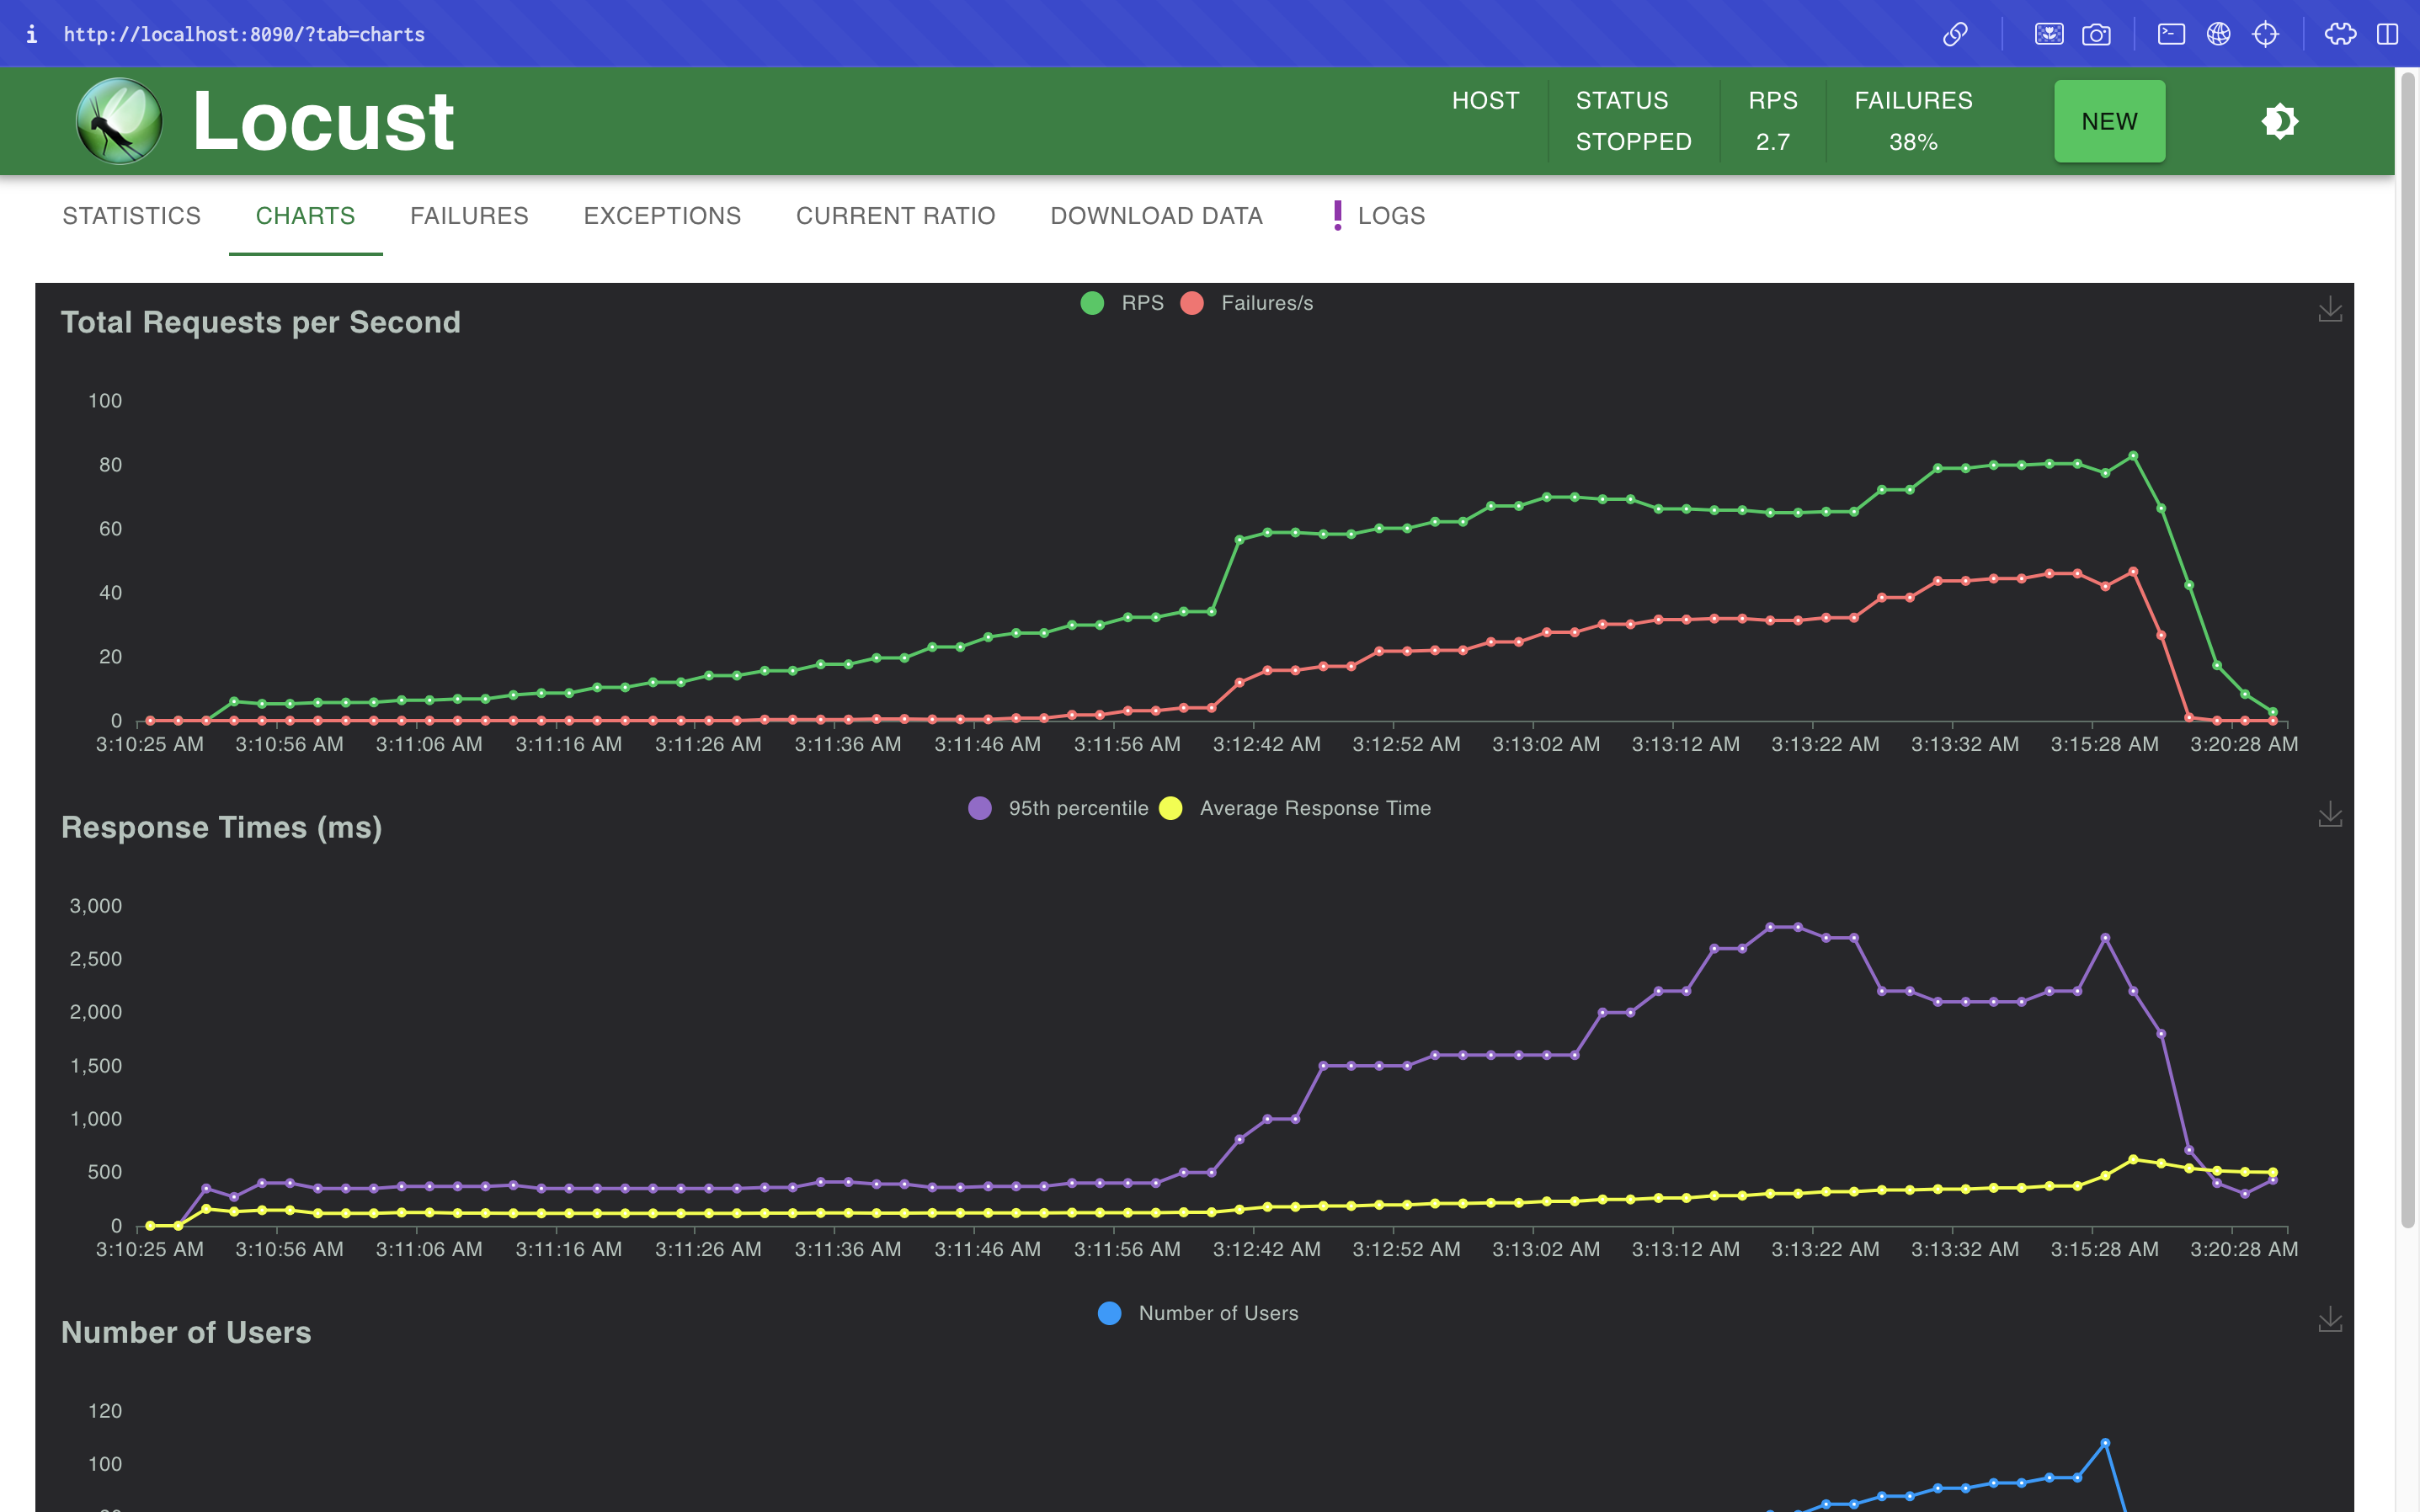 http://localhost:8090/?tab=charts
Locust
HOST
STATUS
STOPPED
RPS
2.7
FAILURES
38%
NEW
STATISTICS CHARTS FAILURES EXCEPTIONS CURRENT RATIO DOWNLOAD DATA LOGS
Total Requests per Second
RPS Failures/s
100
80
60
40
20
0
3:10:25 AM 3:10:56 AM 3:11:06 AM 3:11:16 AM 3:11:26 AM 3:11:36 AM 3:11:46 AM 3:11:56 AM 3:12:42 AM 3:12:52 AM 3:13:02 AM 3:13:12 AM 3:13:22 AM 3:13:32 AM 3:15:28 AM 3:20:28 AM
Response Times (ms)
95th percentile Average Response Time
3,000
2,500
2,000
1,500
1,000
500
0
3:10:25 AM 3:10:56 AM 3:11:06 AM 3:11:16 AM 3:11:26 AM 3:11:36 AM 3:11:46 AM 3:11:56 AM 3:12:42 AM 3:12:52 AM 3:13:02 AM 3:13:12 AM 3:13:22 AM 3:13:32 AM 3:15:28 AM 3:20:28 AM
Number of Users
Number of Users
120
100